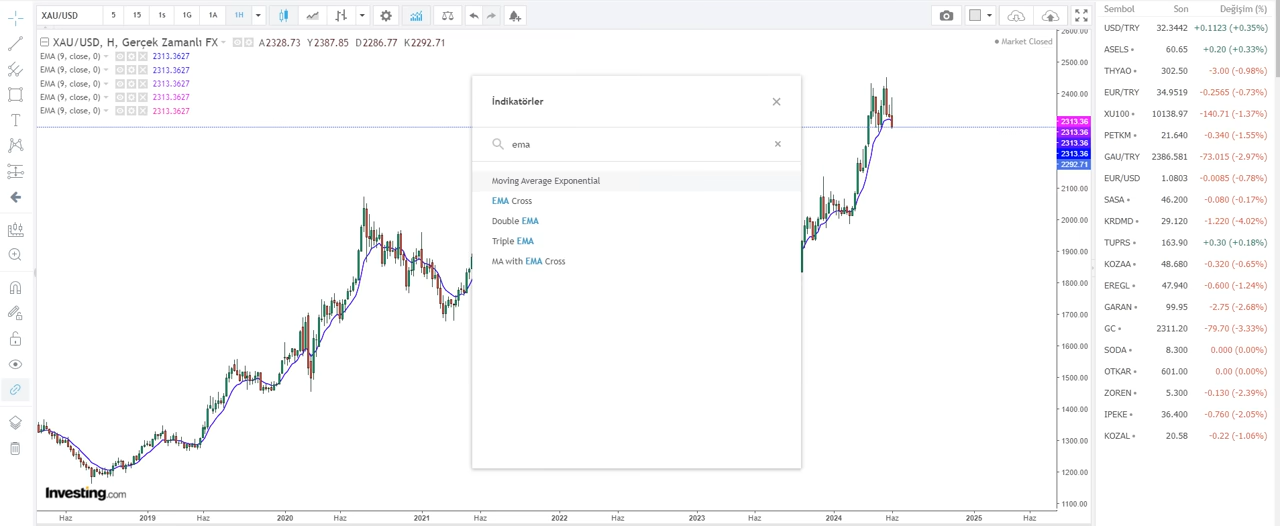 XAU/USD 5 15 1s 1G 1A 1H
XAU/USD, H, Gerçek Zamanlı FX A2328.73 Y2387.85 D2286.77 K2292.71
Market Closed
EMA (9, close, 0) 2313.3627
EMA (9, close, 0) 2313.3627
EMA (9, close, 0) 2313.3627
EMA (9, close, 0) 2313.3627
EMA (9, close, 0) 2313.3627
İndikatörler
ema
Moving Average Exponential
EMA Cross
Double EMA
Triple EMA
MA with EMA Cross
2600.00
2500.00
2400.00
2313.36
2313.36
2313.36
2313.36
2292.71
2100.00
2000.00
1900.00
1800.00
1700.00
1600.00
1500.00
1400.00
1300.00
1200.00
1100.00
Investing.com
Haz 2019 Haz 2020 Haz 2021 Haz 2022 Haz 2023 Haz 2024 Haz 2025 Haz
Sembol Son Değişim (%)
USD/TRY 32.3442 +0.1123 (+0.35%)
ASELS 60.65 +0.20 (+0.33%)
THYAO 302.50 -3.00 (-0.98%)
EUR/TRY 34.9519 -0.2565 (-0.73%)
XU100 10138.97 -140.71 (-1.37%)
PETKM 21.640 -0.340 (-1.55%)
GAU/TRY 2386.581 -73.015 (-2.97%)
EUR/USD 1.0803 -0.0085 (-0.78%)
SASA 46.200 -0.080 (-0.17%)
KRDMD 29.120 -1.220 (-4.02%)
TUPRS 163.90 +0.30 (+0.18%)
KOZAA 48.680 -0.320 (-0.65%)
EREGL 47.940 -0.600 (-1.24%)
GARAN 99.95 -2.75 (-2.68%)
GC 2311.20 -79.70 (-3.33%)
SODA 8.300 0.000 (0.00%)
OTKAR 601.00 0.00 (0.00%)
ZOREN 5.300 -0.130 (-2.39%)
IPEKE 36.400 -0.760 (-2.05%)
KOZAL 20.58 -0.22 (-1.06%)